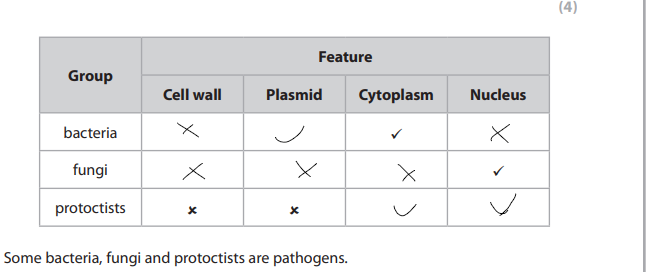 (4)
Feature
Group
Cell wall Plasmid Cytoplasm Nucleus
bacteria ✗ ✓ ✓ ✗
fungi ✗ ✗ ✗ ✓
protoctists ✗ ✗ ✓ ✓
Some bacteria, fungi and protoctists are pathogens.